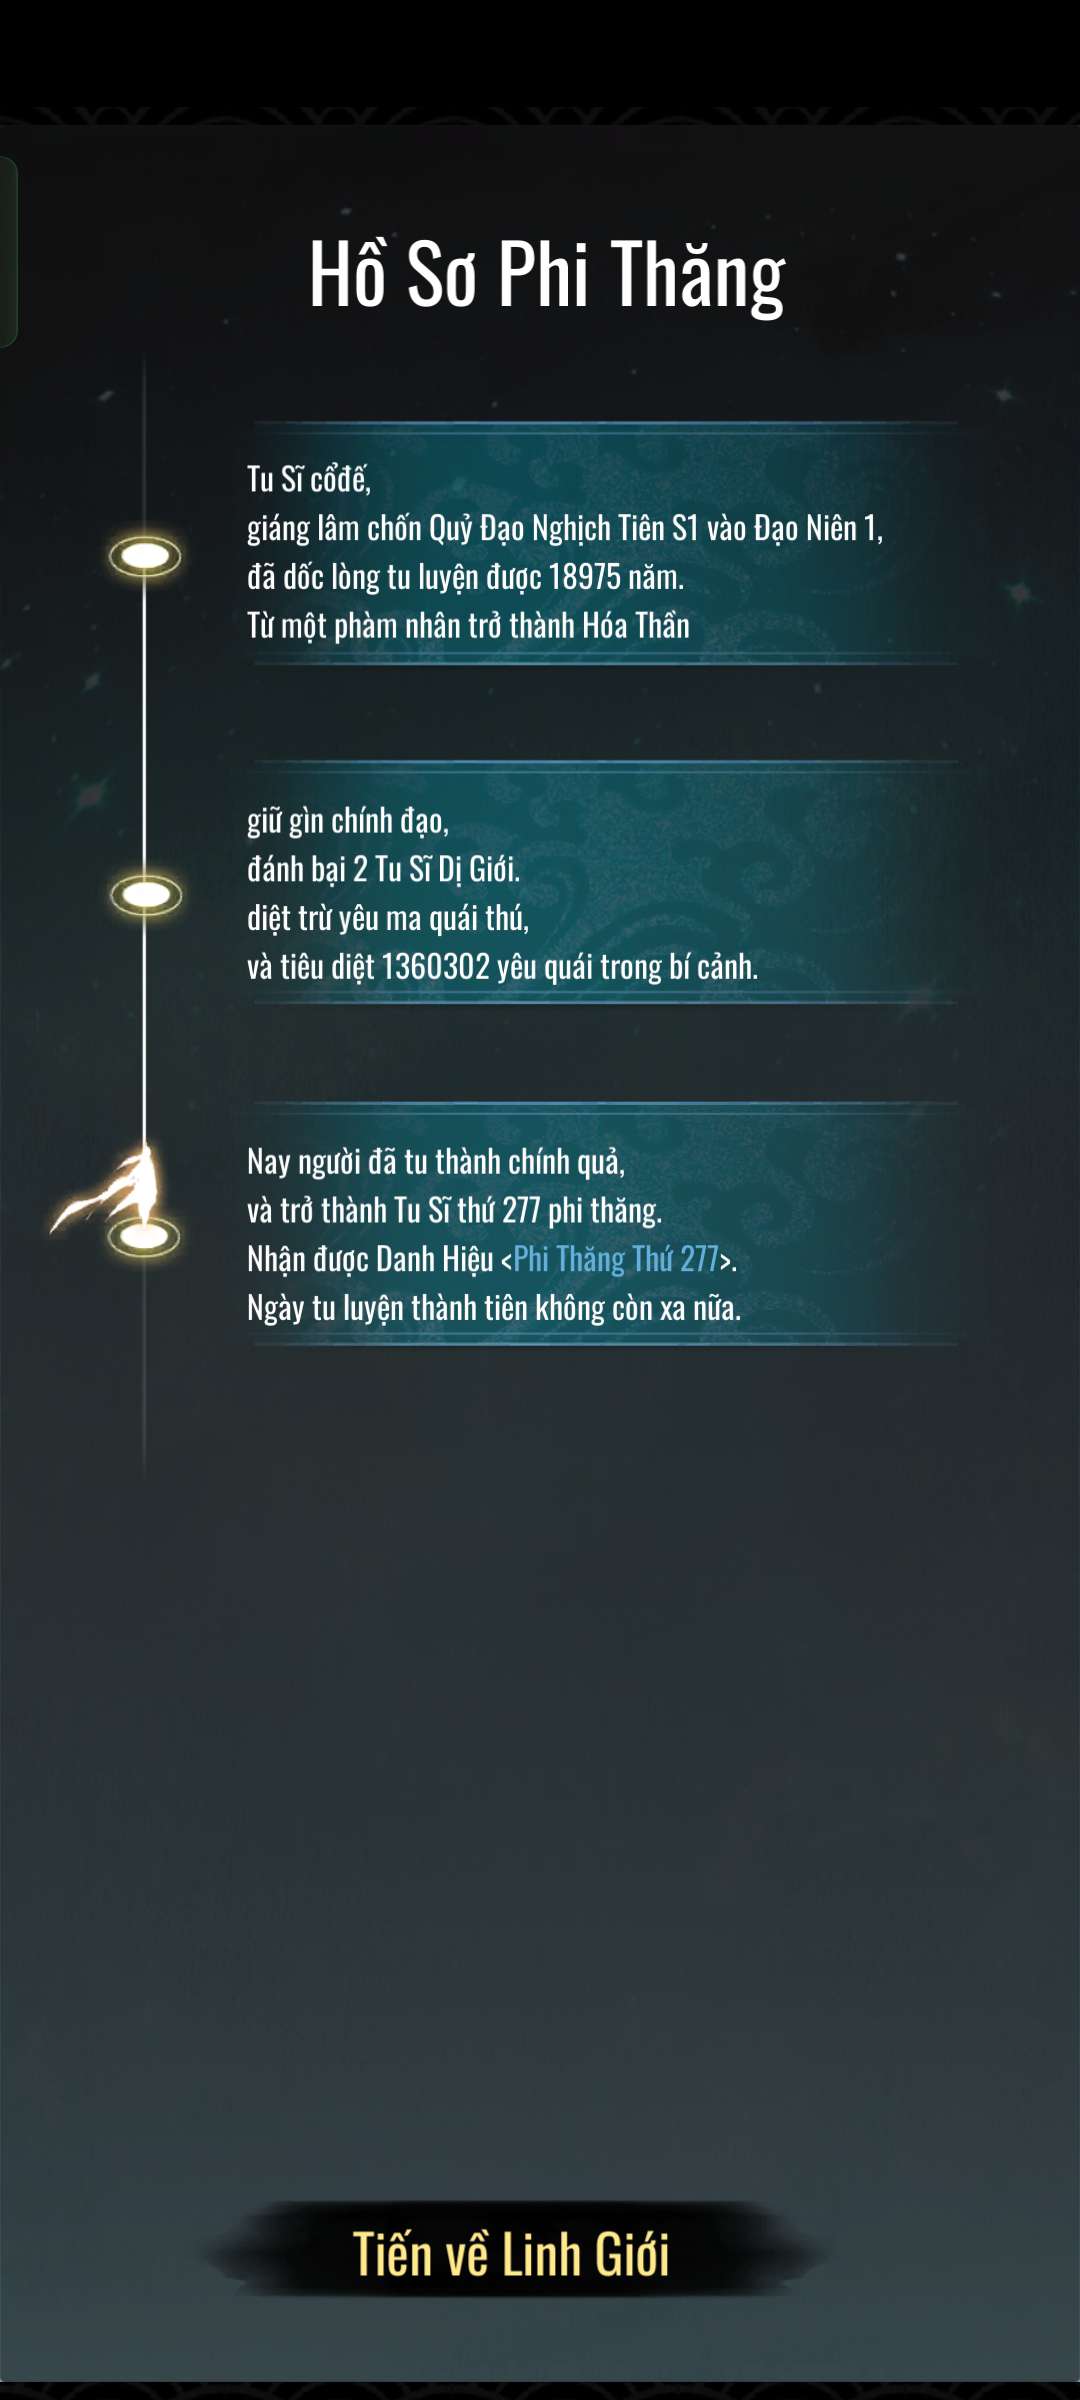 Hồ Sơ Phi Thăng
Tu Sĩ cổđế,
giáng lâm chốn Quỷ Đạo Nghịch Tiên S1 vào Đạo Niên 1,
đã dốc lòng tu luyện được 18975 năm.
Từ một phàm nhân trở thành Hóa Thần
giữ gìn chính đạo,
đánh bại 2 Tu Sĩ Dị Giới.
diệt trừ yêu ma quái thú,
và tiêu diệt 1360302 yêu quái trong bí cảnh.
Nay người đã tu thành chính quả,
và trở thành Tu Sĩ thứ 277 phi thăng.
Nhận được Danh Hiệu <Phi Thăng Thứ 277>.
Ngày tu luyện thành tiên không còn xa nữa.
Tiến về Linh Giới